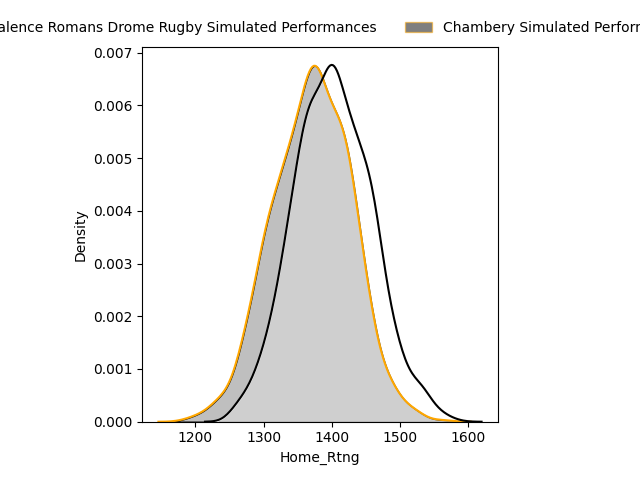 alence Romans Drome Rugby Simulated Performances
Chambery Simulated Perfor
0.007
0.006
0.005
0.004
0.003
0.002
0.001
0.000
Density
1200 1300 1400 1500 1600
Home_Rtng